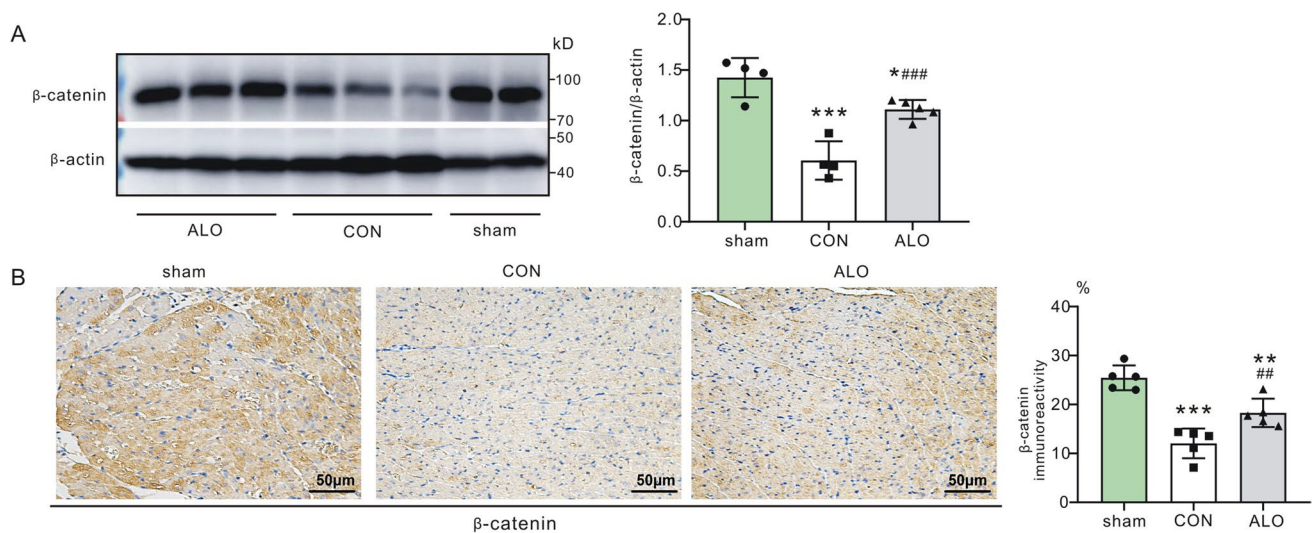 A
kD
β-catenin
100
70
50
β-actin
40
ALO CON sham
β-catenin/β-actin
2.0
1.5
1.0
0.5
0.0
***
*###
sham CON ALO
B
sham CON ALO
50μm 50μm 50μm
β-catenin
%
β-catenin
immunoreactivity
40
30
20
10
0
***
**
##
sham CON ALO